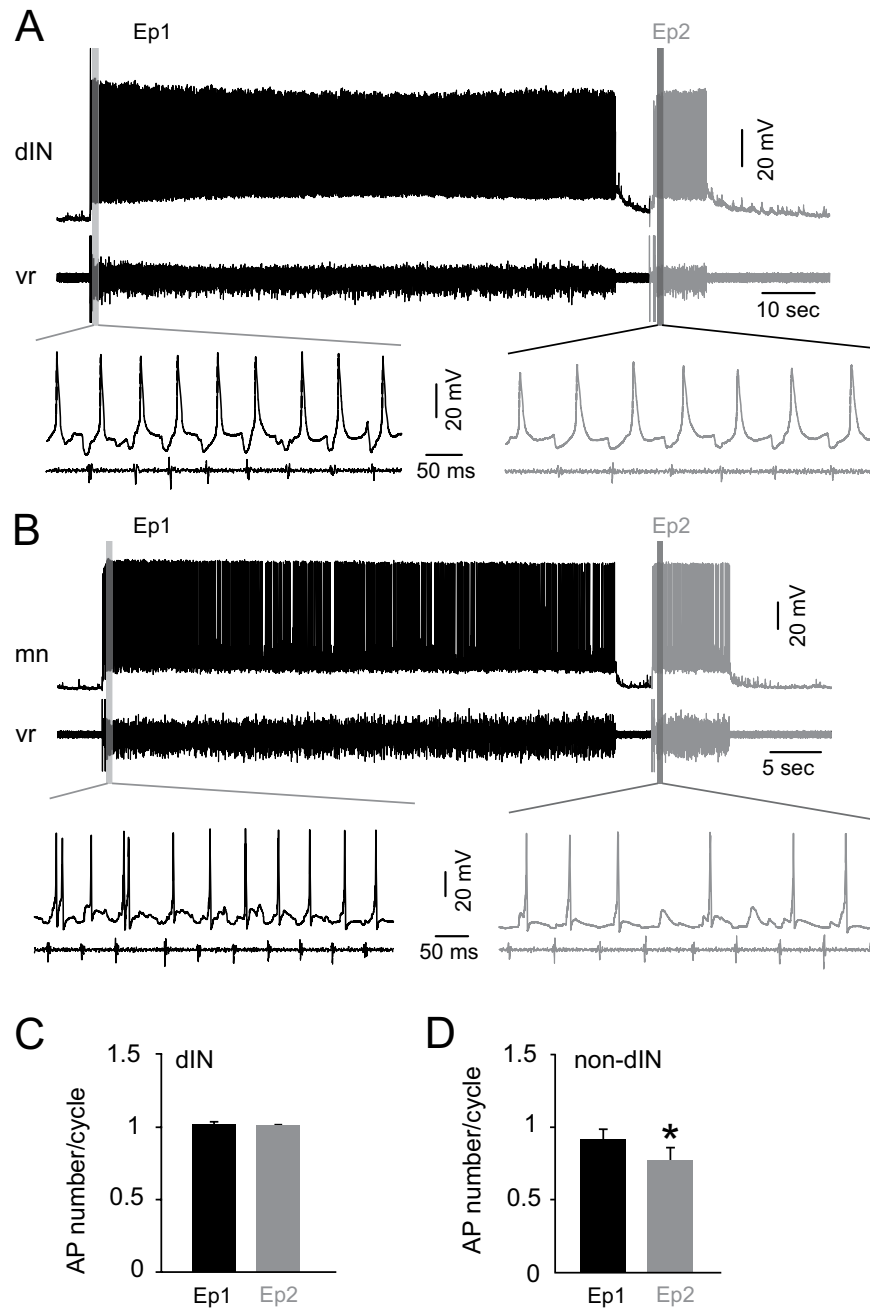 A
Ep1
Ep2
dIN
20 mV
vr
10 sec
20 mV
50 ms
B
Ep1
Ep2
mn
20 mV
vr
5 sec
20 mV
50 ms
C
dIN
AP number/cycle
1.5
1
0.5
0
Ep1
Ep2
D
non-dIN
AP number/cycle
1.5
1
*
0.5
0
Ep1
Ep2